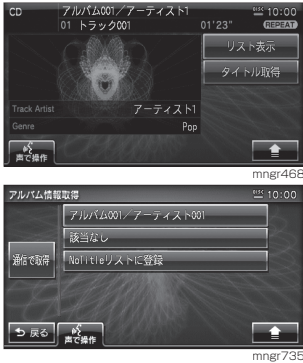 CD
アルバム001／アーティスト1
DISC 10:00
01 トラック001
01'23"
REPEAT
リスト表示
タイトル取得
Track Artist
アーティスト1
Genre
Pop
声で操作
mngr468
アルバム情報取得
DISC 10:00
アルバム001／アーティスト001
該当なし
通信で取得
Notitleリストに登録
戻る
声で操作
mngr735